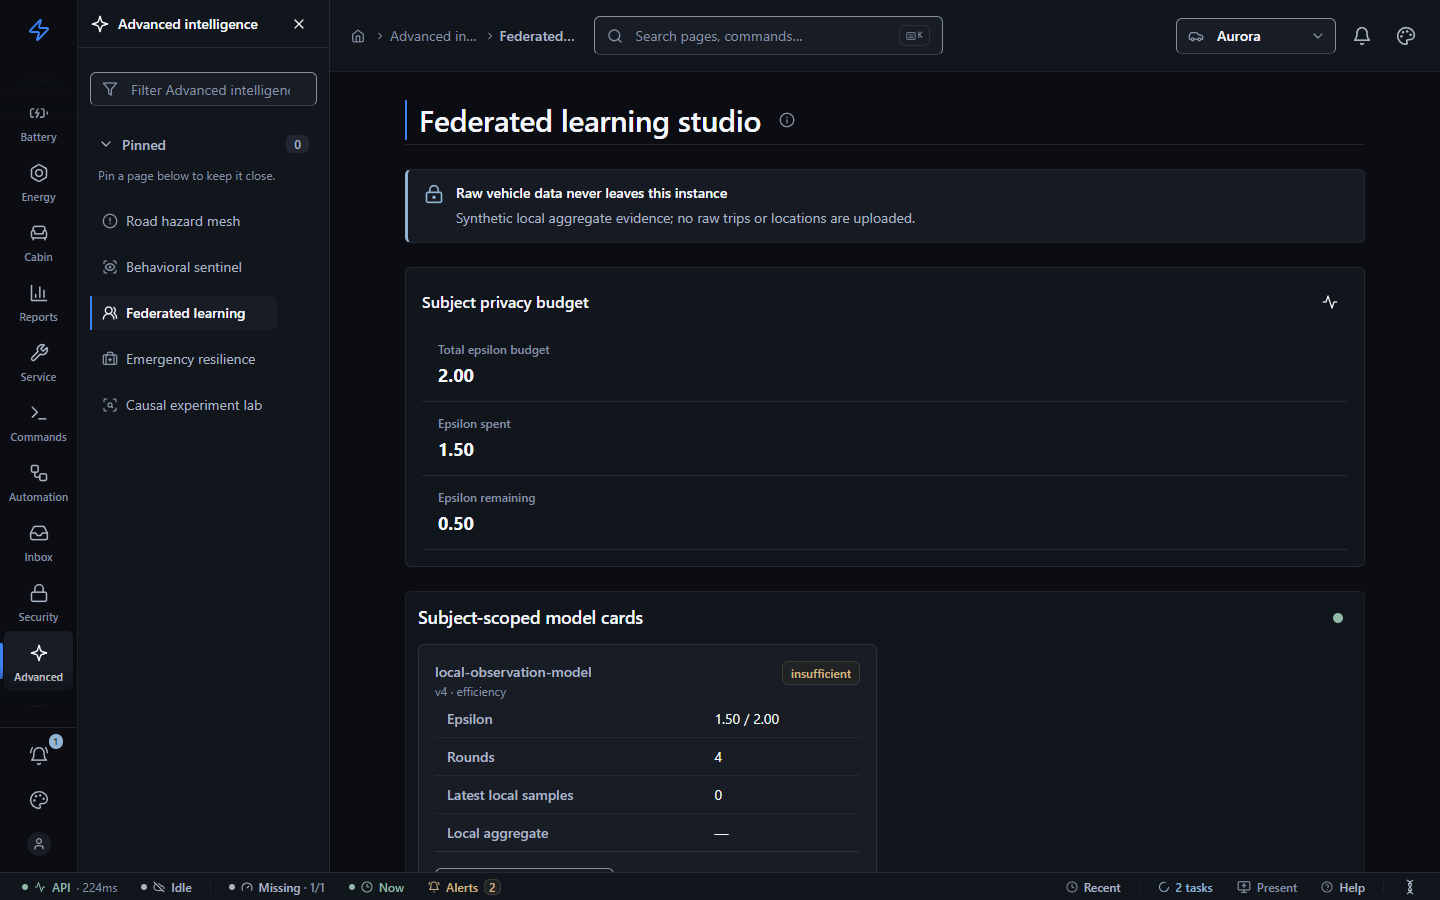 Battery
Energy
Cabin
Reports
Service
Commands
Automation
Inbox
Security
Advanced
1
Advanced intelligence
Filter Advanced intelligenc
Pinned
0
Pin a page below to keep it close.
Road hazard mesh
Behavioral sentinel
Federated learning
Emergency resilience
Causal experiment lab
Advanced in... > Federated...
Search pages, commands...
K
Aurora
Federated learning studio
Raw vehicle data never leaves this instance
Synthetic local aggregate evidence; no raw trips or locations are uploaded.
Subject privacy budget
Total epsilon budget
2.00
Epsilon spent
1.50
Epsilon remaining
0.50
Subject-scoped model cards
local-observation-model
insufficient
v4 · efficiency
Epsilon 1.50 / 2.00
Rounds 4
Latest local samples 0
Local aggregate —
API · 224ms
Idle
Missing · 1/1
Now
Alerts 2
Recent
2 tasks
Present
Help